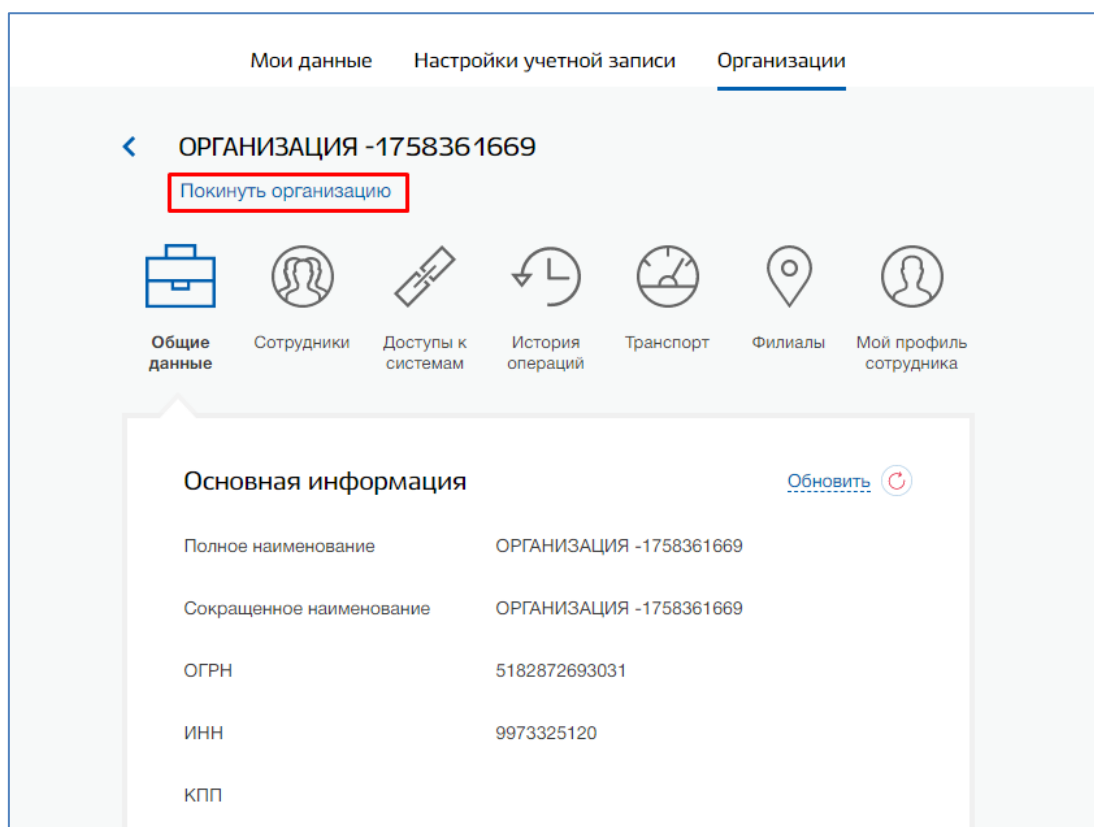 Мои данные Настройки учетной записи Организации
ОРГАНИЗАЦИЯ -1758361669
Покинуть организацию
Общие данные
Сотрудники
Доступы к системам
История операций
Транспорт
Филиалы
Мой профиль сотрудника
Основная информация Обновить
Полное наименование ОРГАНИЗАЦИЯ -1758361669
Сокращенное наименование ОРГАНИЗАЦИЯ -1758361669
ОГРН 5182872693031
ИНН 9973325120
КПП